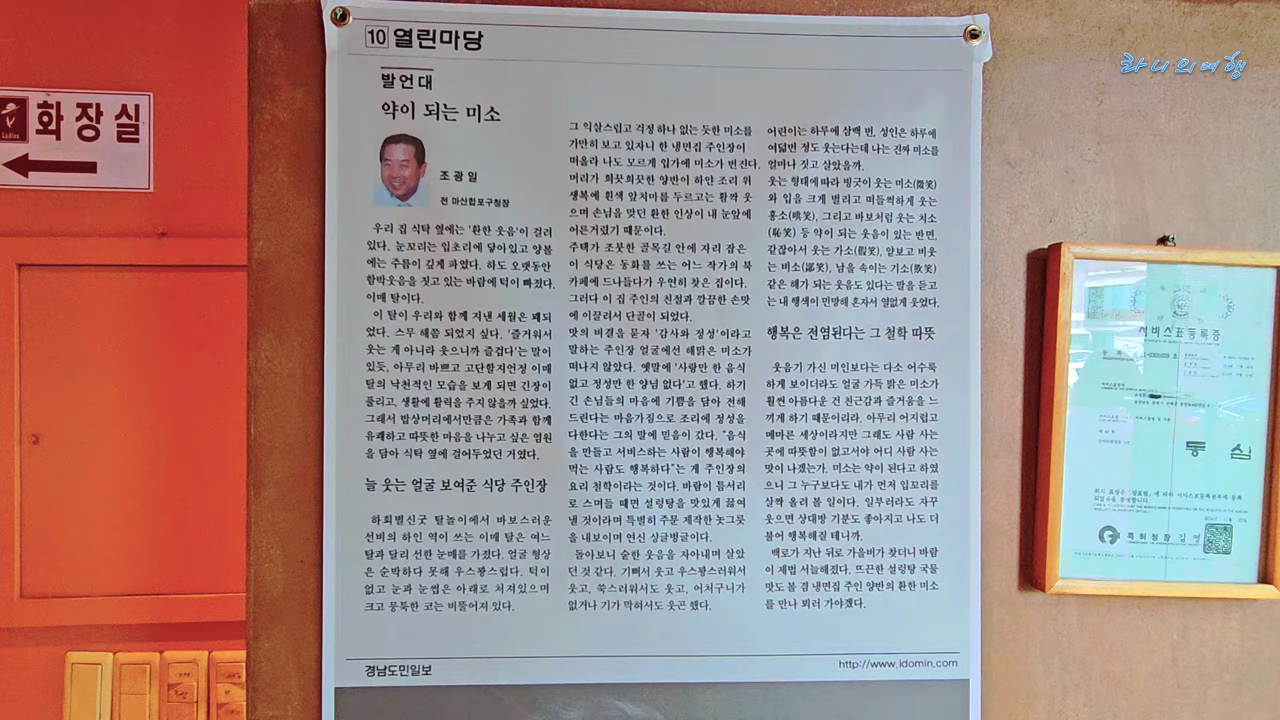 라니의여행
화장실
Ladies
10 열린마당
발언대
약이 되는 미소
조광일
전 마산합포구청장
우리 집 식탁 옆에는 '환한 웃음'이 걸려
있다. 눈꼬리는 입초리에 닿아있고 양볼
에는 주름이 깊게 파였다. 하도 오랫동안
함박웃음을 짓고 있는 바람에 턱이 빠졌다.
이매 탈이다.
이 탈이 우리와 함께 지낸 세월은 꽤되
었다. 스무 해쯤 되었지 싶다. '즐거워서
웃는 게 아니라 웃으니까 즐겁다'는 말이
있듯, 아무리 바쁘고 고단할지언정 이매
탈의 낙천적인 모습을 보게 되면 긴장이
풀리고, 생활에 활력을 주지 않을까 싶었다.
그래서 밥상머리에서만큼은 가족과 함께
유쾌하고 따뜻한 마음을 나누고 싶은 염원
을 담아 식탁 옆에 걸어두었던 거였다.
늘 웃는 얼굴 보여준 식당 주인장
하회별신굿 탈놀이에서 바보스러운
선비의 하인 역이 쓰는 이매 탈은 여느
탈과 달리 선한 눈매를 가졌다. 얼굴 형상
은 순박하다 못해 우스꽝스럽다. 턱이
없고 눈과 눈썹은 아래로 처져있으며
크고 뭉툭한 코는 비뚤어져 있다.
그 익살스럽고 걱정 하나 없는 듯한 미소를
가만히 보고 있자니 한 냉면집 주인장이
떠올라 나도 모르게 입가에 미소가 번진다.
머리가 희끗희끗한 양반이 하얀 조리 위
생복에 흰색 앞치마를 두르고는 활짝 웃
으며 손님을 맞던 환한 인상이 내 눈앞에
어른거렸기 때문이다.
주택가 조붓한 골목길 안에 자리 잡은
이 식당은 동화를 쓰는 어느 작가의 북
카페에 드나들다가 우연히 찾은 집이다.
그러다 이 집 주인의 친절과 깔끔한 손맛
에 이끌려서 단골이 되었다.
맛의 비결을 묻자 '감사와 정성'이라고
말하는 주인장 얼굴에선 해맑은 미소가
떠나지 않았다. 옛말에 '사랑만 한 음식
없고 정성만 한 양념 없다'고 했다. 하기
긴 손님들의 마음에 기쁨을 담아 전해
드린다는 마음가짐으로 조리에 정성을
다한다는 그의 말에 믿음이 갔다. "음식
을 만들고 서비스하는 사람이 행복해야
먹는 사람도 행복하다"는 게 주인장의
요리 철학이라는 것이다. 바람이 틈서리
로 스며들 때면 설렁탕을 맛있게 끓여
낼 것이라며 특별히 주문 제작한 놋그릇
을 내보이며 연신 싱글벙글이다.
돌아보니 숱한 웃음을 자아내며 살았
던 것 같다. 기뻐서 웃고 우스꽝스러워서
웃고, 쑥스러워서도 웃고, 어처구니가
없거나 기가 막혀서도 웃곤 했다.
어린이는 하루에 삼백 번, 성인은 하루에
여덟번 정도 웃는다는데 나는 진짜 미소를
얼마나 짓고 살았을까.
웃는 형태에 따라 빙긋이 웃는 미소(微笑)
와 입을 크게 벌리고 떠들썩하게 웃는
홍소(哄笑), 그리고 바보처럼 웃는 치소
(恥笑) 등 약이 되는 웃음이 있는 반면,
같잖아서 웃는 가소(假笑), 얕보고 비웃
는 비소(鄙笑), 남을 속이는 기소(欺笑)
같은 해가 되는 웃음도 있다는 말을 듣고
는 내 행색이 민망해 혼자서 열없게 웃었다.
행복은 전염된다는 그 철학 따뜻
웃음기 가신 미인보다는 다소 어수룩
하게 보이더라도 얼굴 가득 밝은 미소가
훨씬 아름다운 건 친근감과 즐거움을 느
끼게 하기 때문이리라. 아무리 어지럽고
메마른 세상이라지만 그래도 사람 사는
곳에 따뜻함이 없고서야 어디 사람 사는
맛이 나겠는가. 미소는 약이 된다고 하였
으니 그 누구보다도 내가 먼저 입꼬리를
살짝 올려 볼 일이다. 일부러라도 자꾸
웃으면 상대방 기분도 좋아지고 나도 더
불어 행복해질 테니까.
백로가 지난 뒤로 가을비가 찾더니 바람
이 제법 서늘해졌다. 뜨끈한 설렁탕 국물
맛도 볼 겸 냉면집 주인 양반의 환한 미소
를 만나 뵈러 가야겠다.
경남도민일보
http://www.idomin.com
서비스표등록증
동 심
특허청장